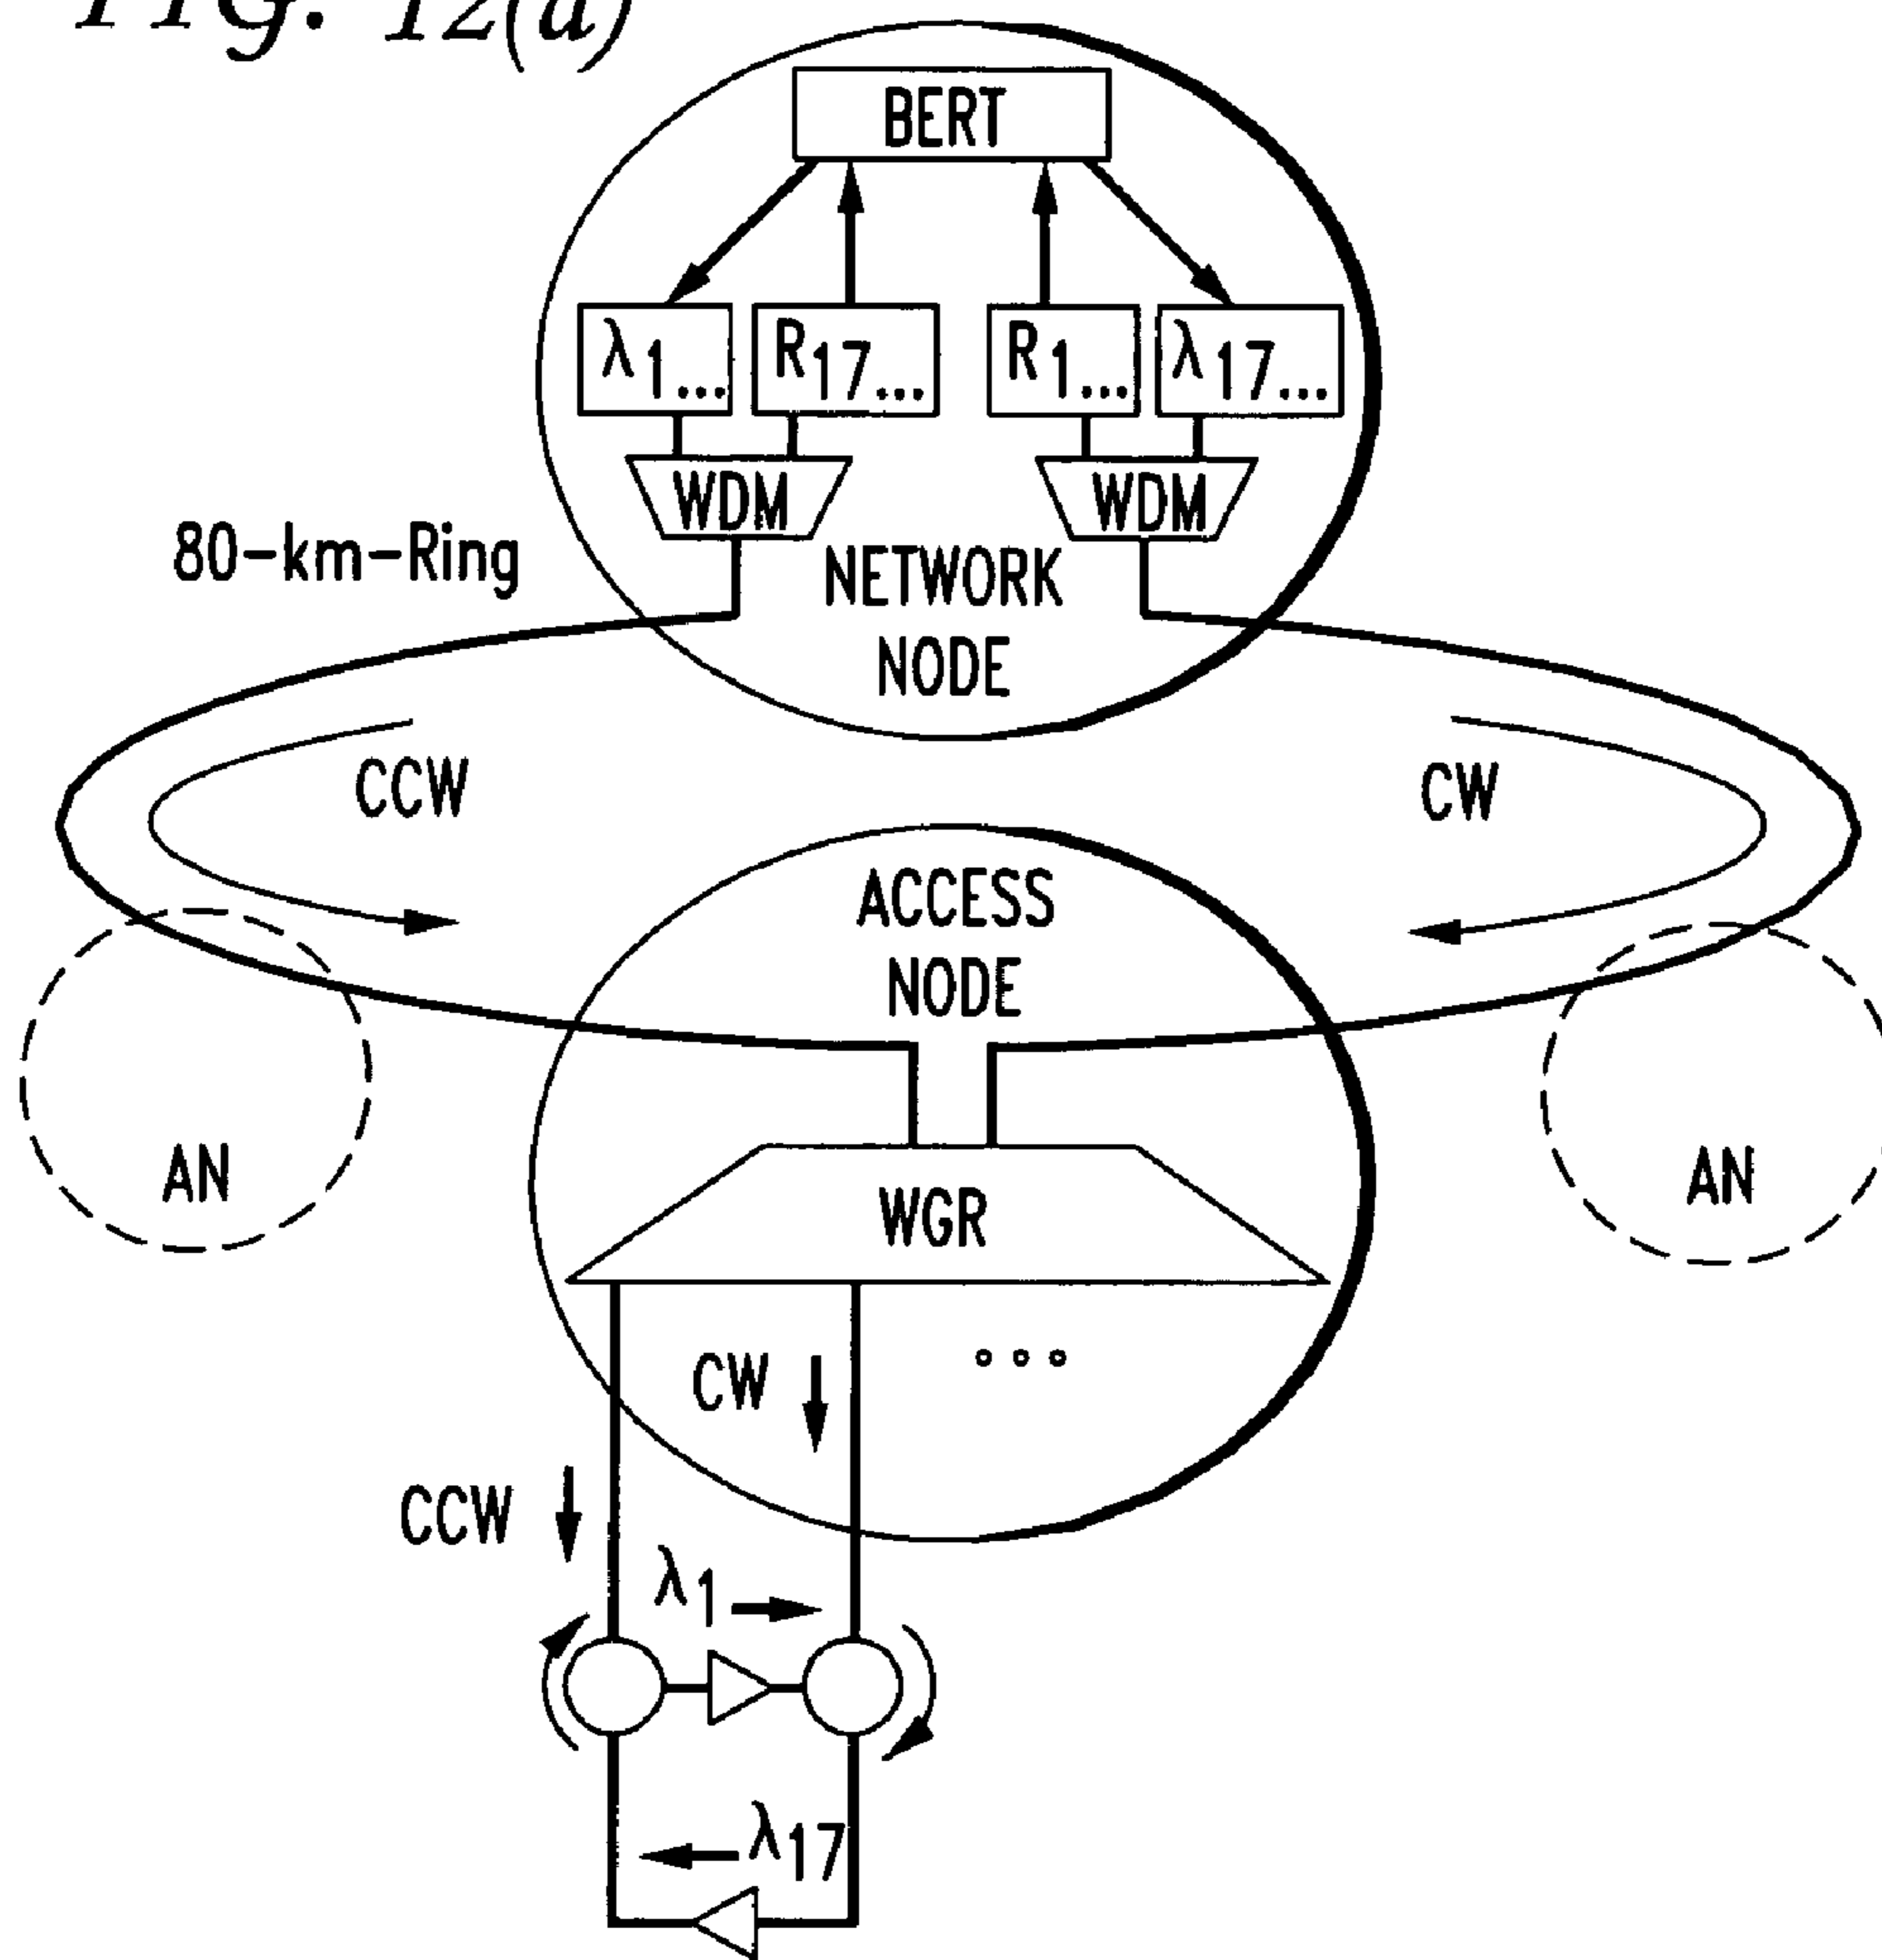 FIG. 12(a)
BERT
λ1... R17... R1... λ17...
WDM WDM
80-km-Ring
NETWORK
NODE
CCW CW
ACCESS
NODE
AN AN
WGR
CW
CCW
λ1
λ17